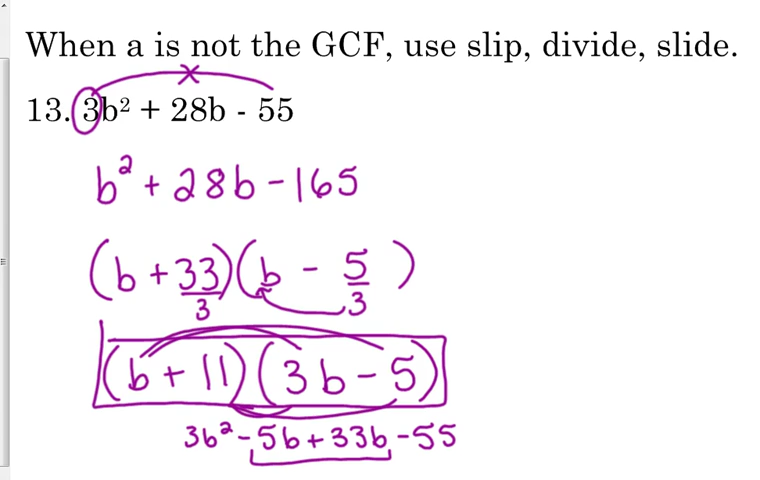 When a is not the GCF, use slip, divide, slide.
13. 3b² + 28b - 55
b² + 28b - 165
(b + 33/3)(b - 5/3)
(b + 11)(3b - 5)
3b² - 5b + 33b - 55